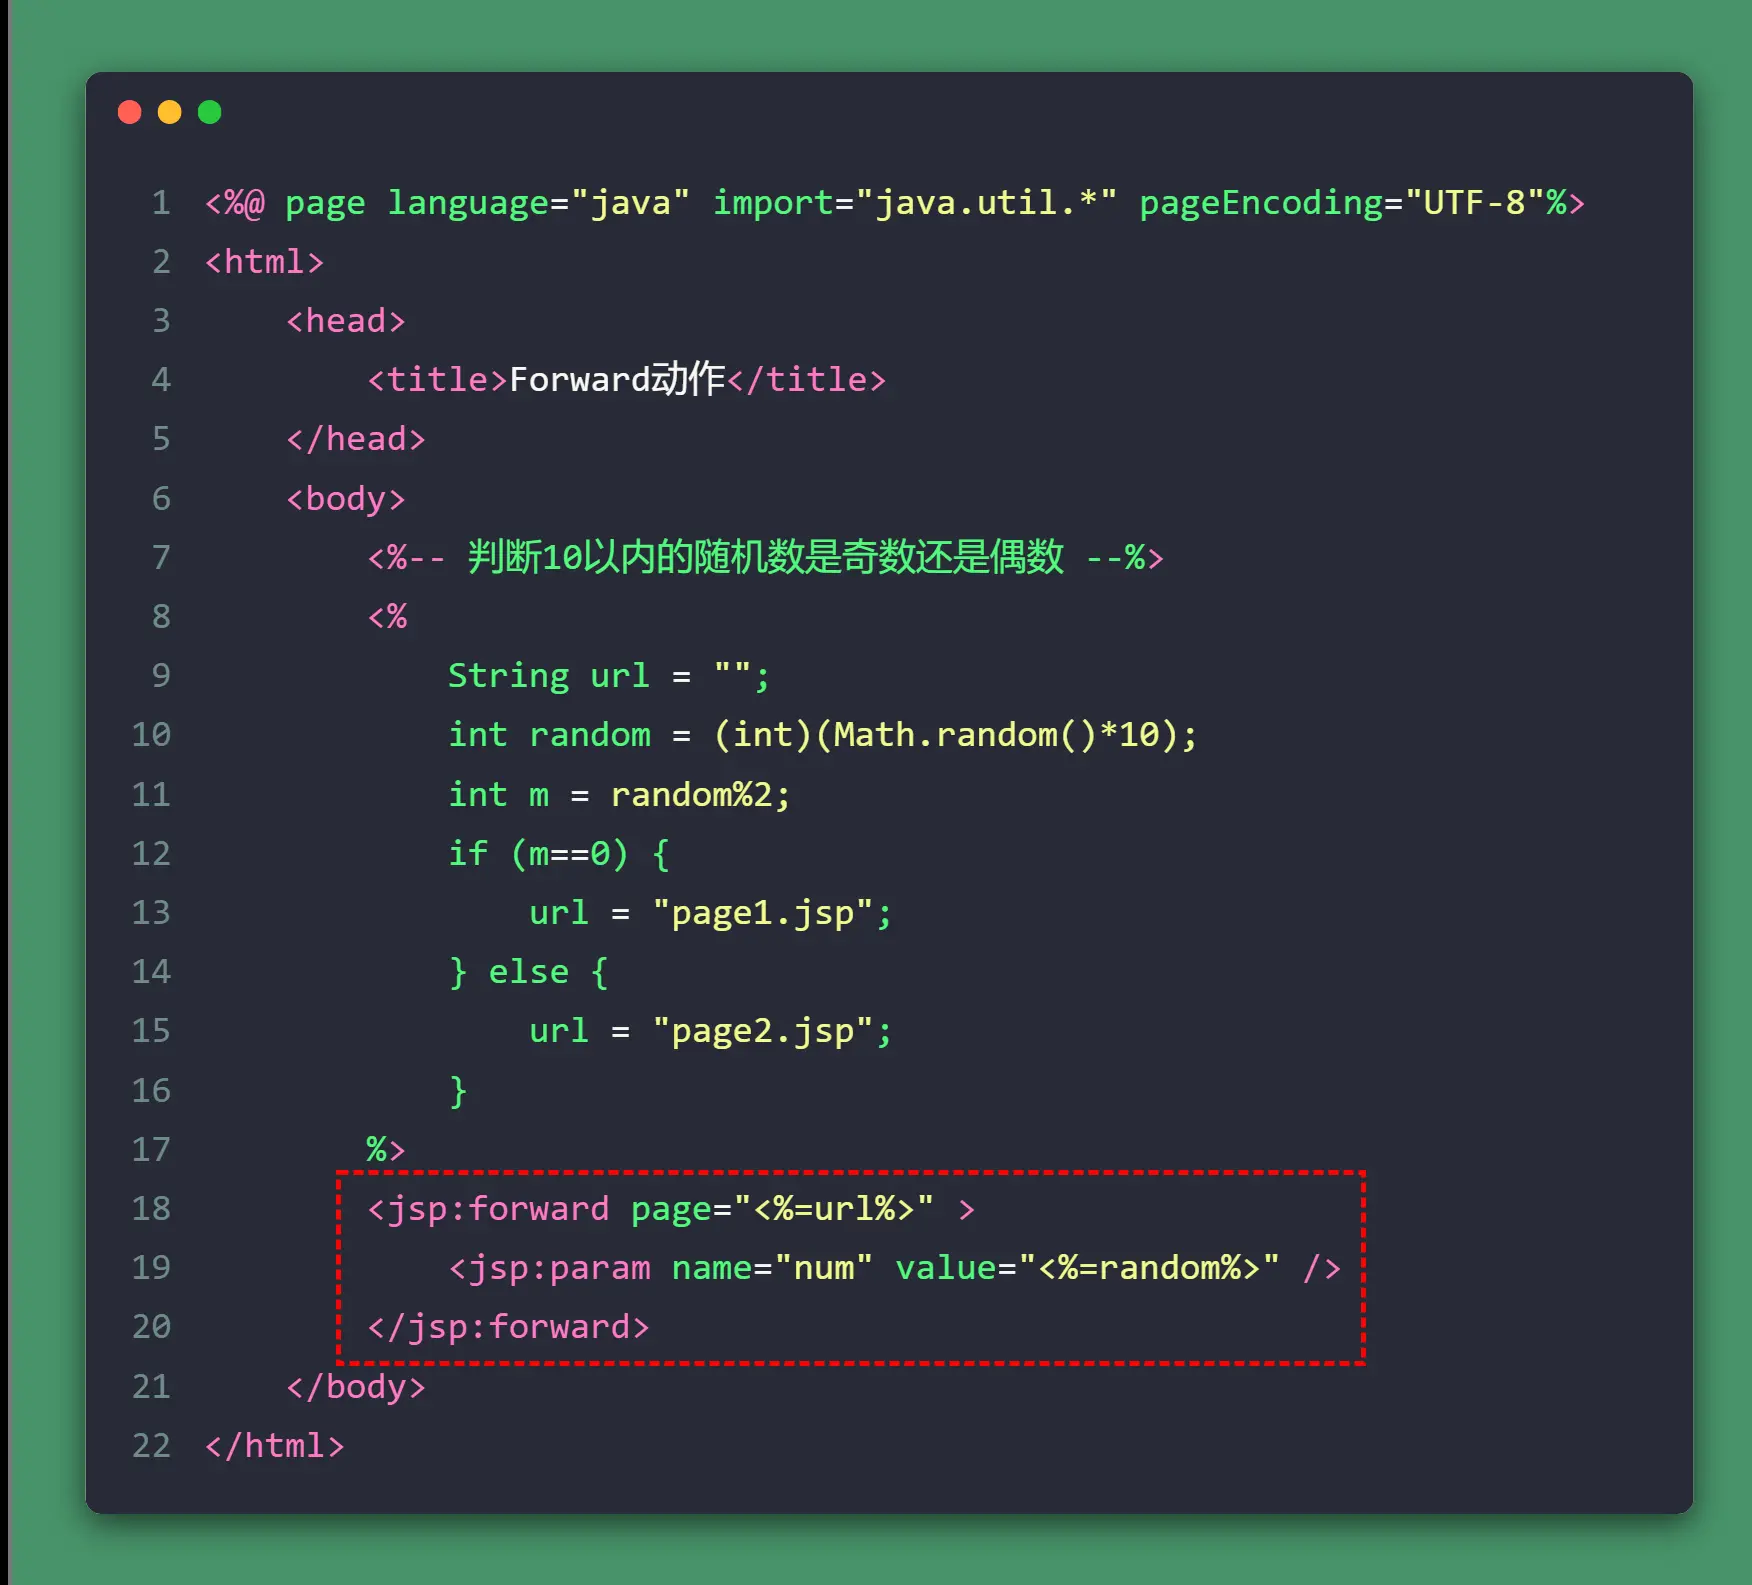 1 <%@ page language="java" import="java.util.*" pageEncoding="UTF-8"%>
2 <html>
3     <head>
4         <title>Forward动作</title>
5     </head>
6     <body>
7         <%-- 判断10以内的随机数是奇数还是偶数 --%>
8         <%
9             String url = "";
10             int random = (int)(Math.random()*10);
11             int m = random%2;
12             if (m==0) {
13                 url = "page1.jsp";
14             } else {
15                 url = "page2.jsp";
16             }
17         %>
18         <jsp:forward page="<%=url%>" >
19             <jsp:param name="num" value="<%=random%>" />
20         </jsp:forward>
21     </body>
22 </html>